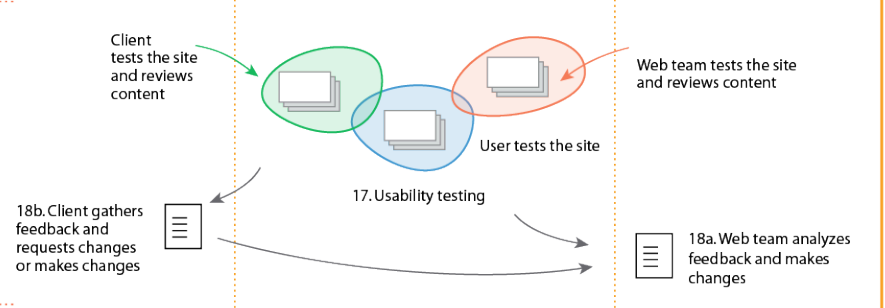 Client
tests the site
and reviews
content
Web team tests the site
and reviews content
User tests the site
17. Usability testing
18b. Client gathers
feedback and
requests changes
or makes changes
18a. Web team analyzes
feedback and makes
changes